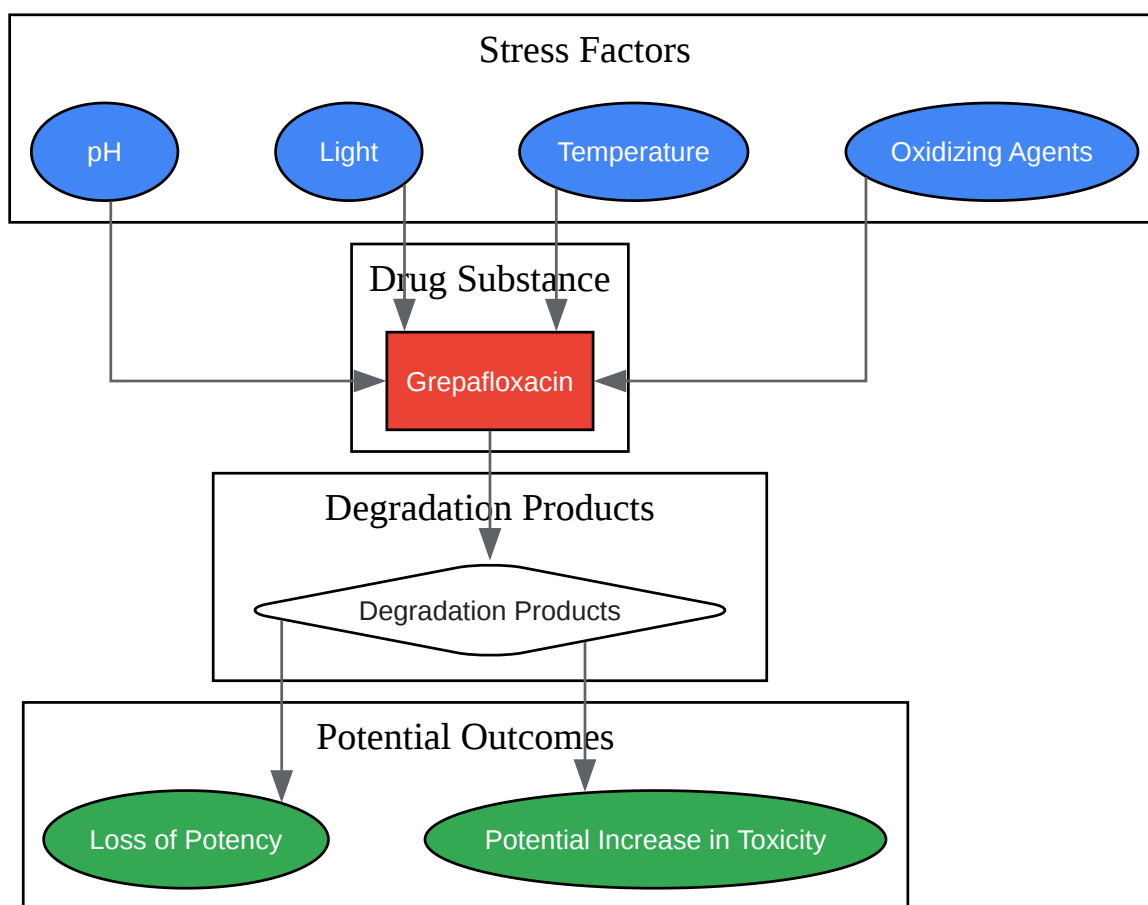 Stress Factors
pH
Light
Temperature
Oxidizing Agents
Drug Substance
Grepafloxacin
Degradation Products
Degradation Products
Potential Outcomes
Loss of Potency
Potential Increase in Toxicity